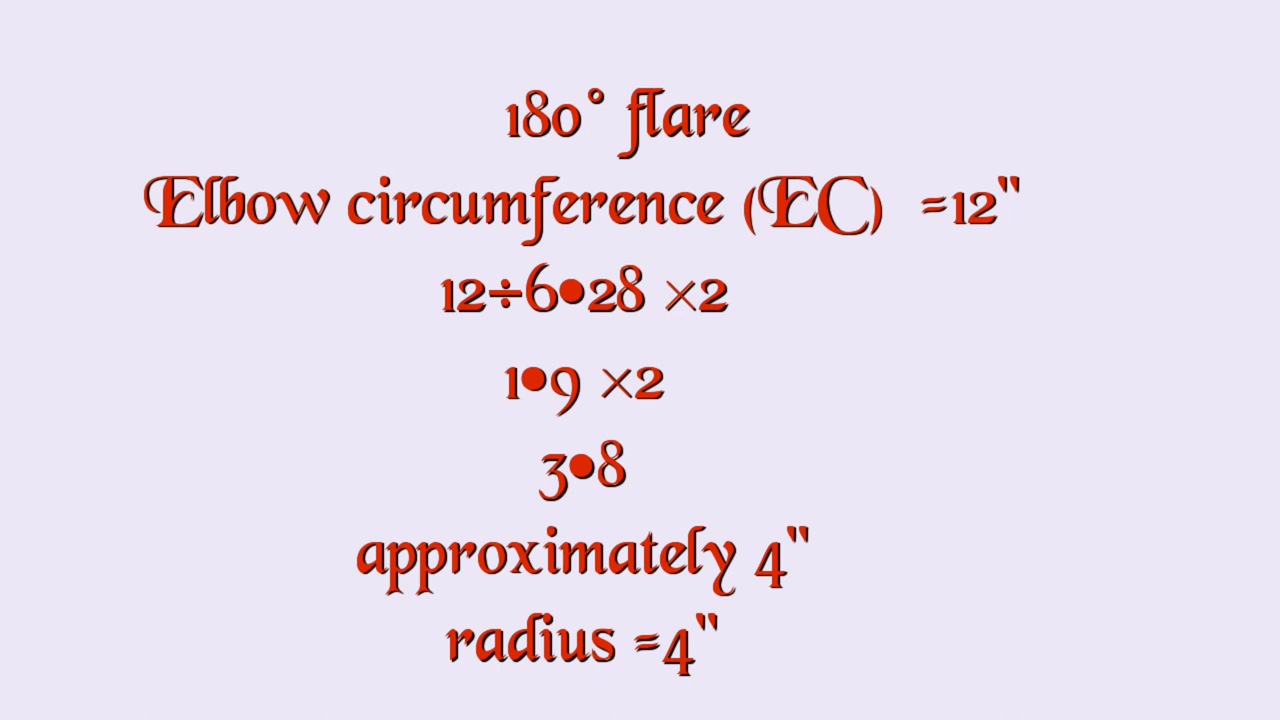 180° flare
Elbow circumference (EC) =12"
12÷6•28 ×2
1•9 ×2
3•8
approximately 4"
radius =4"